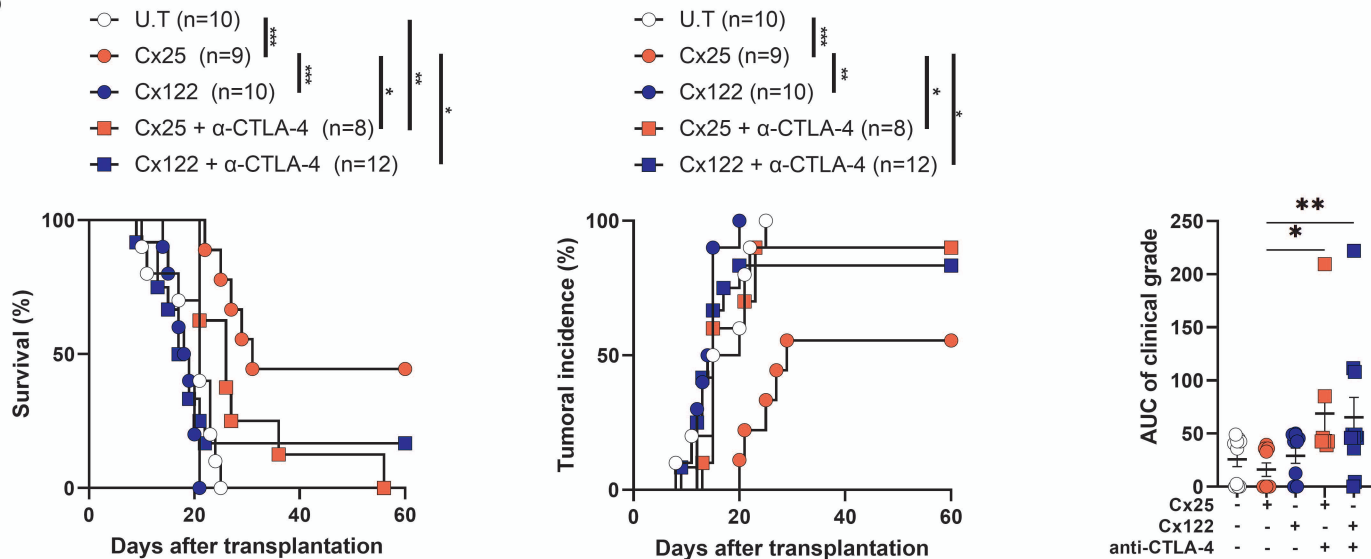 U.T (n=10)
Cx25 (n=9)
Cx122 (n=10)
Cx25 + α-CTLA-4 (n=8)
Cx122 + α-CTLA-4 (n=12)
***
***
*
**
*
Survival (%)
100
50
0
0 20 40 60
Days after transplantation
U.T (n=10)
Cx25 (n=9)
Cx122 (n=10)
Cx25 + α-CTLA-4 (n=8)
Cx122 + α-CTLA-4 (n=12)
***
**
*
*
Tumoral incidence (%)
100
50
0
0 20 40 60
Days after transplantation
AUC of clinical grade
250
200
150
100
50
0
**
*
Cx25 - + - + -
Cx122 - - + - +
anti-CTLA-4 - - - + +